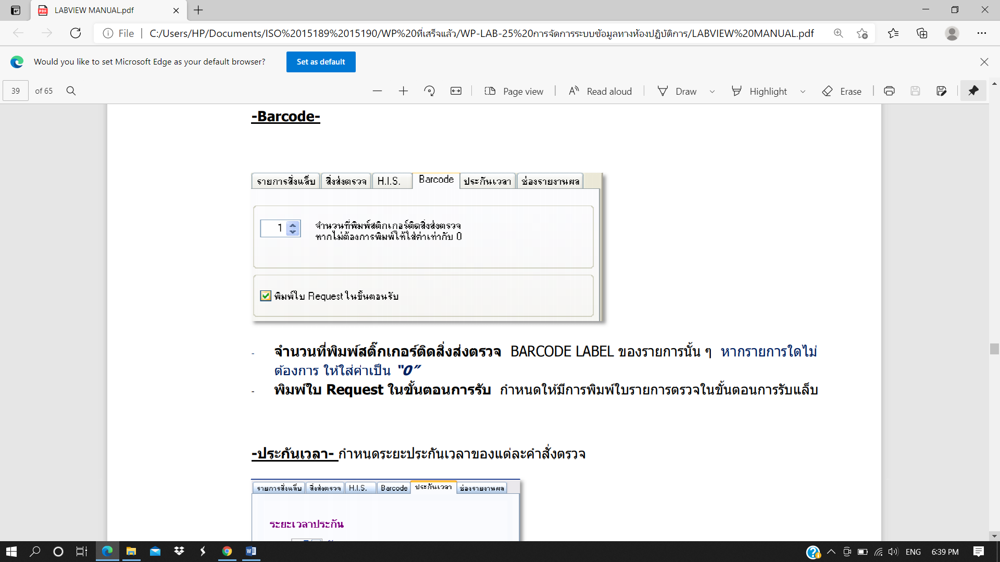 LABVIEW MANUAL.pdf
File | C:/Users/HP/Documents/ISO%2015189%2015190/WP%20ที่เสร็จแล้ว/WP-LAB-25%20การจัดการระบบข้อมูลทางห้องปฏิบัติการ/LABVIEW%20MANUAL.pdf
Would you like to set Microsoft Edge as your default browser? Set as default
39 of 65 Page view Read aloud Draw Highlight Erase
-Barcode-
รายการสั่งแล็บ สิ่งส่งตรวจ H.I.S. Barcode ประกันเวลา ช่องรายงานผล
1 จำนวนที่พิมพ์สติกเกอร์ติดสิ่งส่งตรวจ
หากไม่ต้องการพิมพ์ให้ใส่ค่าเท่ากับ 0
พิมพ์ใบ Request ในขั้นตอนรับ
- จำนวนที่พิมพ์สติ๊กเกอร์ติดสิ่งส่งตรวจ BARCODE LABEL ของรายการนั้น ๆ หากรายการใดไม่
ต้องการ ให้ใส่ค่าเป็น “0”
- พิมพ์ใบ Request ในขั้นตอนการรับ กำหนดให้มีการพิมพ์ใบรายการตรวจในขั้นตอนการรับแล็บ
-ประกันเวลา- กำหนดระยะประกันเวลาของแต่ละคำสั่งตรวจ
รายการสั่งแล็บ สิ่งส่งตรวจ H.I.S. Barcode ประกันเวลา ช่องรายงานผล
ระยะเวลาประกัน
ENG 6:39 PM